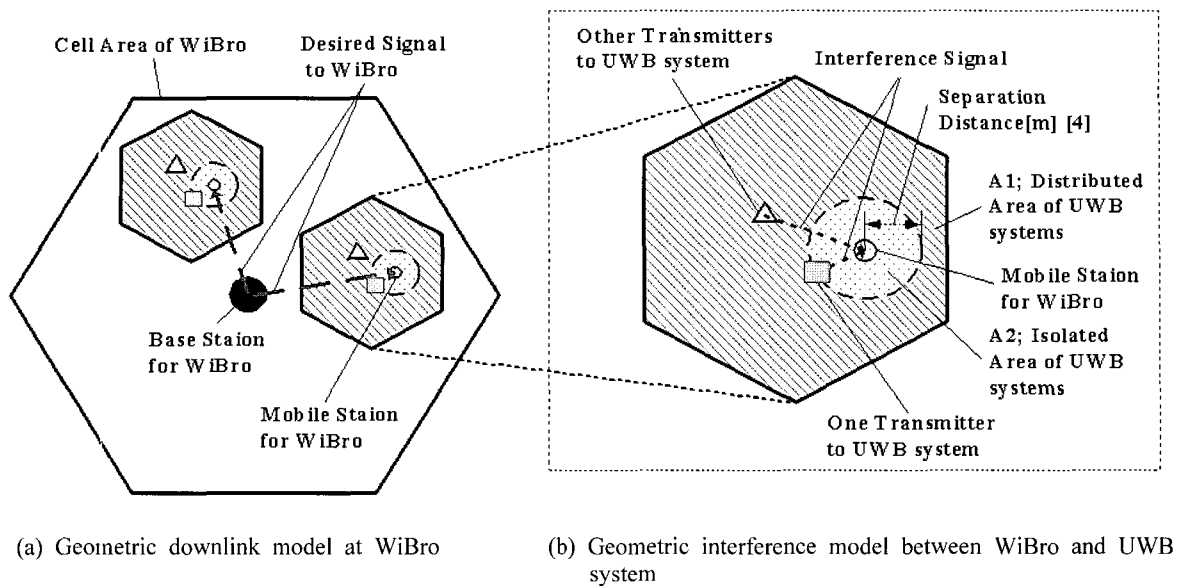 Cell Area of WiBro
Desired Signal
to WiBro
Base Staion
for WiBro
Mobile Staion
for WiBro
Other Transmitters
to UWB system
Interference Signal
Separation
Distance[m] [4]
A1; Distributed
Area of UWB
systems
Mobile Staion
for WiBro
A2; Isolated
Area of UWB
systems
One Transmitter
to UWB system
(a) Geometric downlink model at WiBro
(b) Geometric interference model between WiBro and UWB
system